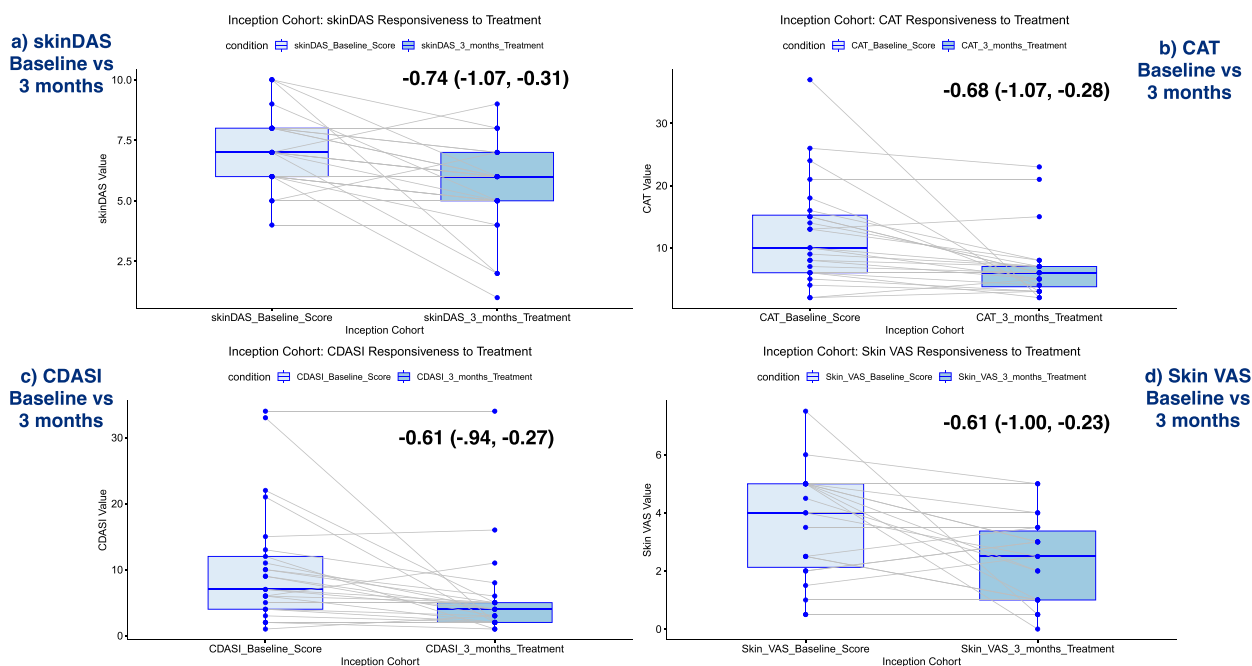 a) skinDAS
Baseline vs
3 months
Inception Cohort: skinDAS Responsiveness to Treatment
condition skinDAS_Baseline_Score skinDAS_3_months_Treatment
-0.74 (-1.07, -0.31)
10.0
7.5
5.0
2.5
skinDAS Value
skinDAS_Baseline_Score skinDAS_3_months_Treatment
Inception Cohort
b) CAT
Baseline vs
3 months
Inception Cohort: CAT Responsiveness to Treatment
condition CAT_Baseline_Score CAT_3_months_Treatment
-0.68 (-1.07, -0.28)
30
20
10
CAT Value
CAT_Baseline_Score CAT_3_months_Treatment
Inception Cohort
c) CDASI
Baseline vs
3 months
Inception Cohort: CDASI Responsiveness to Treatment
condition CDASI_Baseline_Score CDASI_3_months_Treatment
-0.61 (-.94, -0.27)
30
20
10
0
CDASI Value
CDASI_Baseline_Score CDASI_3_months_Treatment
Inception Cohort
d) Skin VAS
Baseline vs
3 months
Inception Cohort: Skin VAS Responsiveness to Treatment
condition Skin_VAS_Baseline_Score Skin_VAS_3_months_Treatment
-0.61 (-1.00, -0.23)
6
4
2
0
Skin VAS Value
Skin_VAS_Baseline_Score Skin_VAS_3_months_Treatment
Inception Cohort